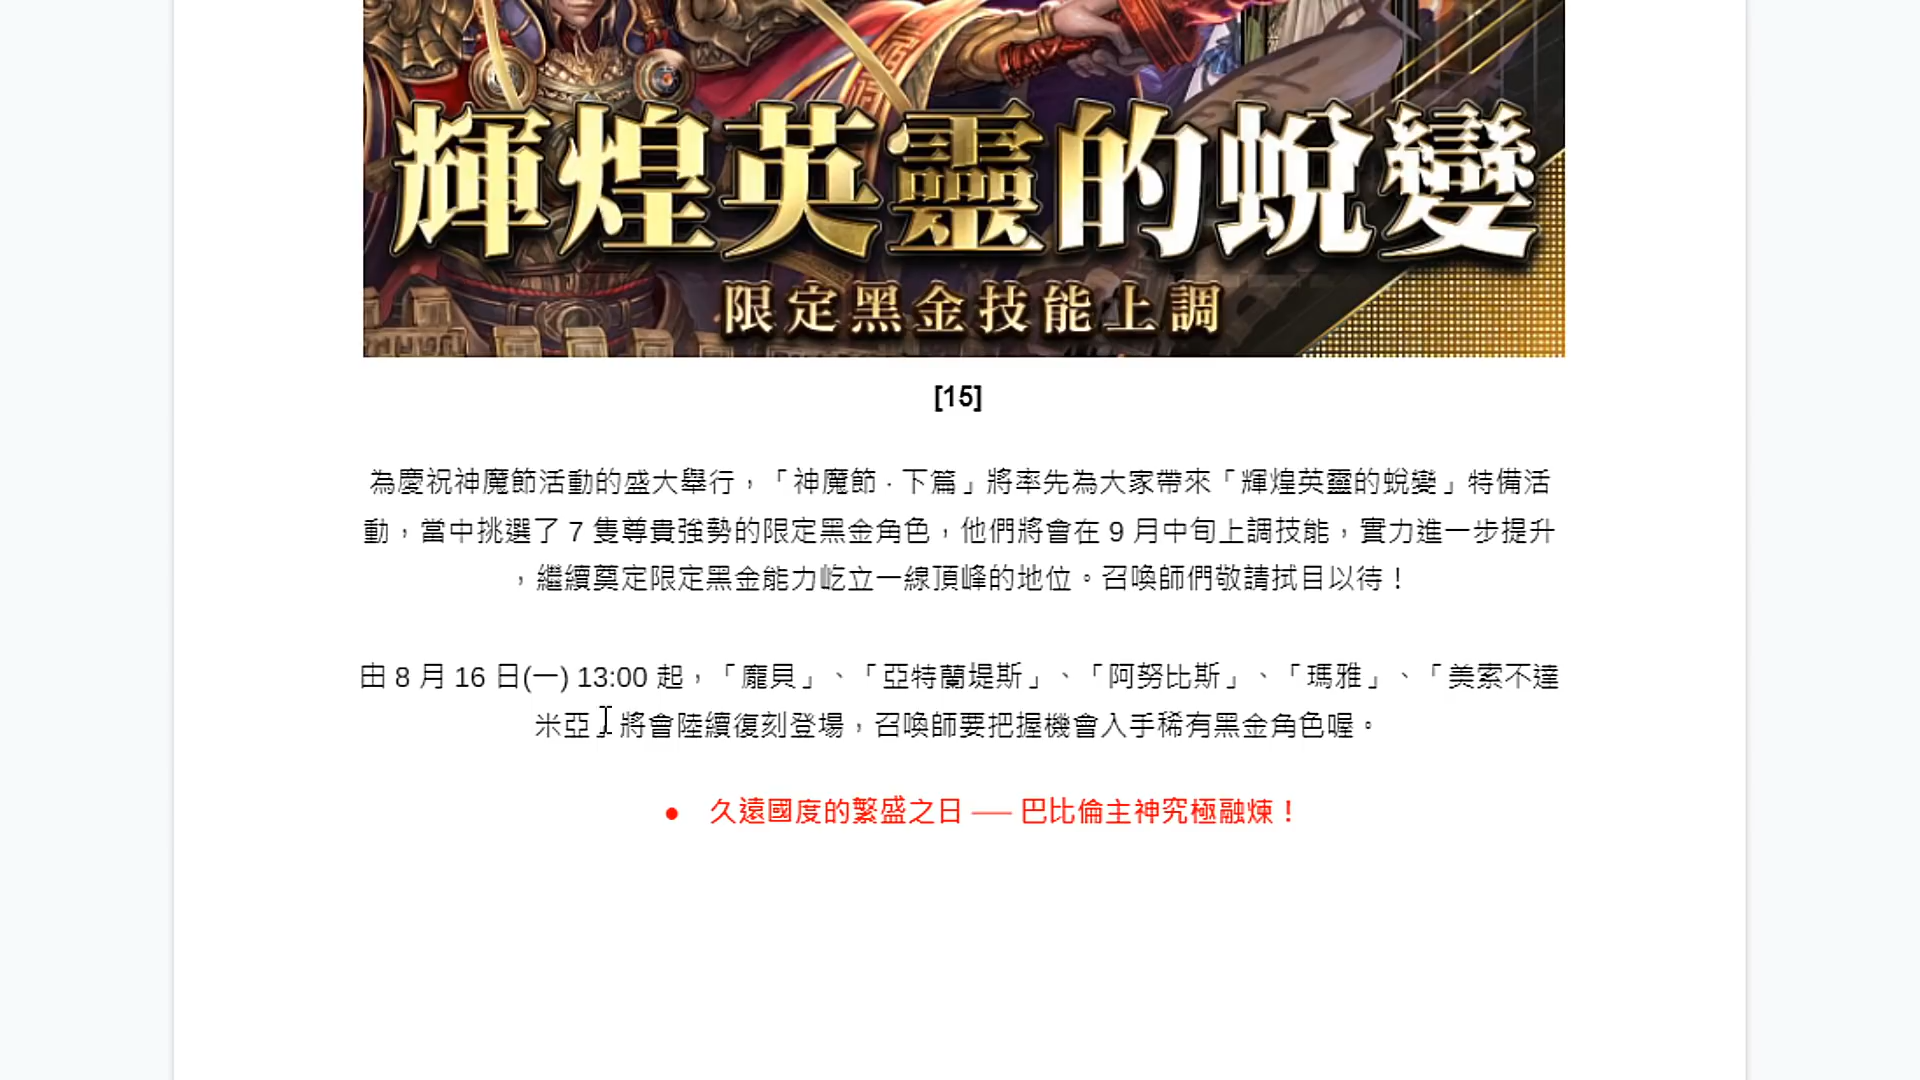 輝煌英靈的蛻變
限定黑金技能上調
[15]
為慶祝神魔節活動的盛大舉行，「神魔節 · 下篇」將率先為大家帶來「輝煌英靈的蛻變」特備活
動，當中挑選了 7 隻尊貴強勢的限定黑金角色，他們將會在 9 月中旬上調技能，實力進一步提升
，繼續奠定限定黑金能力屹立一線頂峰的地位。召喚師們敬請拭目以待！
由 8 月 16 日(一) 13:00 起，「龐貝」、「亞特蘭堤斯」、「阿努比斯」、「瑪雅」、「美索不達
米亞」將會陸續復刻登場，召喚師要把握機會入手稀有黑金角色喔。
● 久遠國度的繁盛之日 —— 巴比倫主神究極融煉！